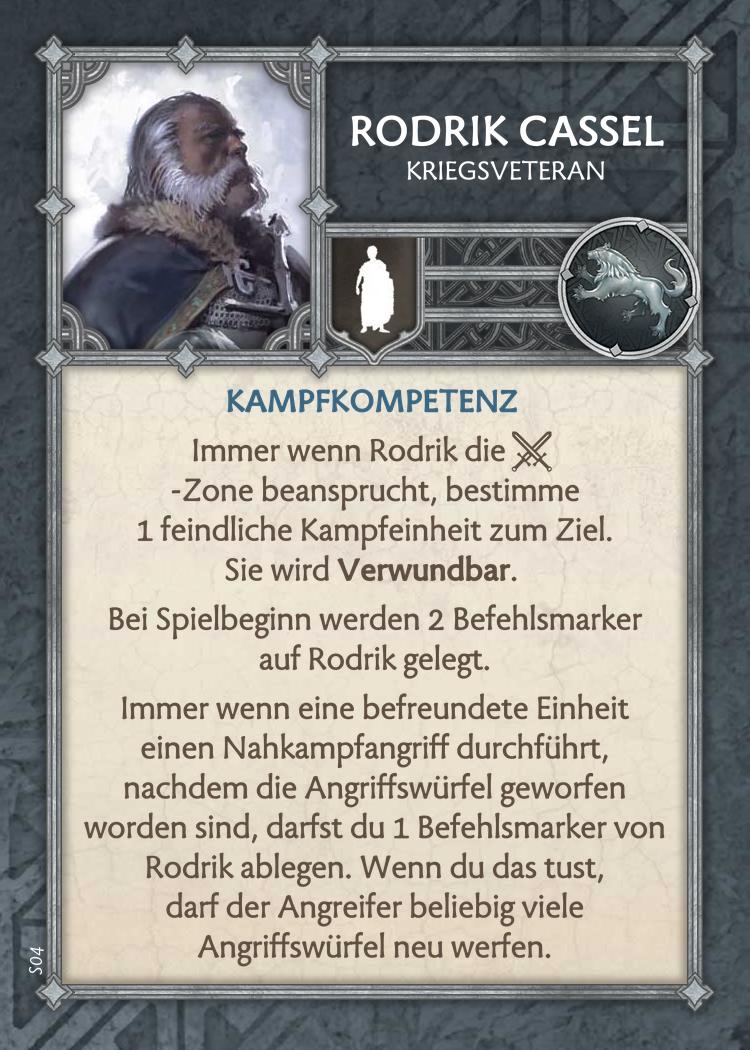 RODRIK CASSEL
KRIEGSVETERAN
KAMPFKOMPETENZ
Immer wenn Rodrik die
-Zone beansprucht, bestimme
1 feindliche Kampfeinheit zum Ziel.
Sie wird Verwundbar.
Bei Spielbeginn werden 2 Befehlsmarker
auf Rodrik gelegt.
Immer wenn eine befreundete Einheit
einen Nahkampfangriff durchführt,
nachdem die Angriffswürfel geworfen
worden sind, darfst du 1 Befehlsmarker von
Rodrik ablegen. Wenn du das tust,
darf der Angreifer beliebig viele
Angriffswürfel neu werfen.
S04